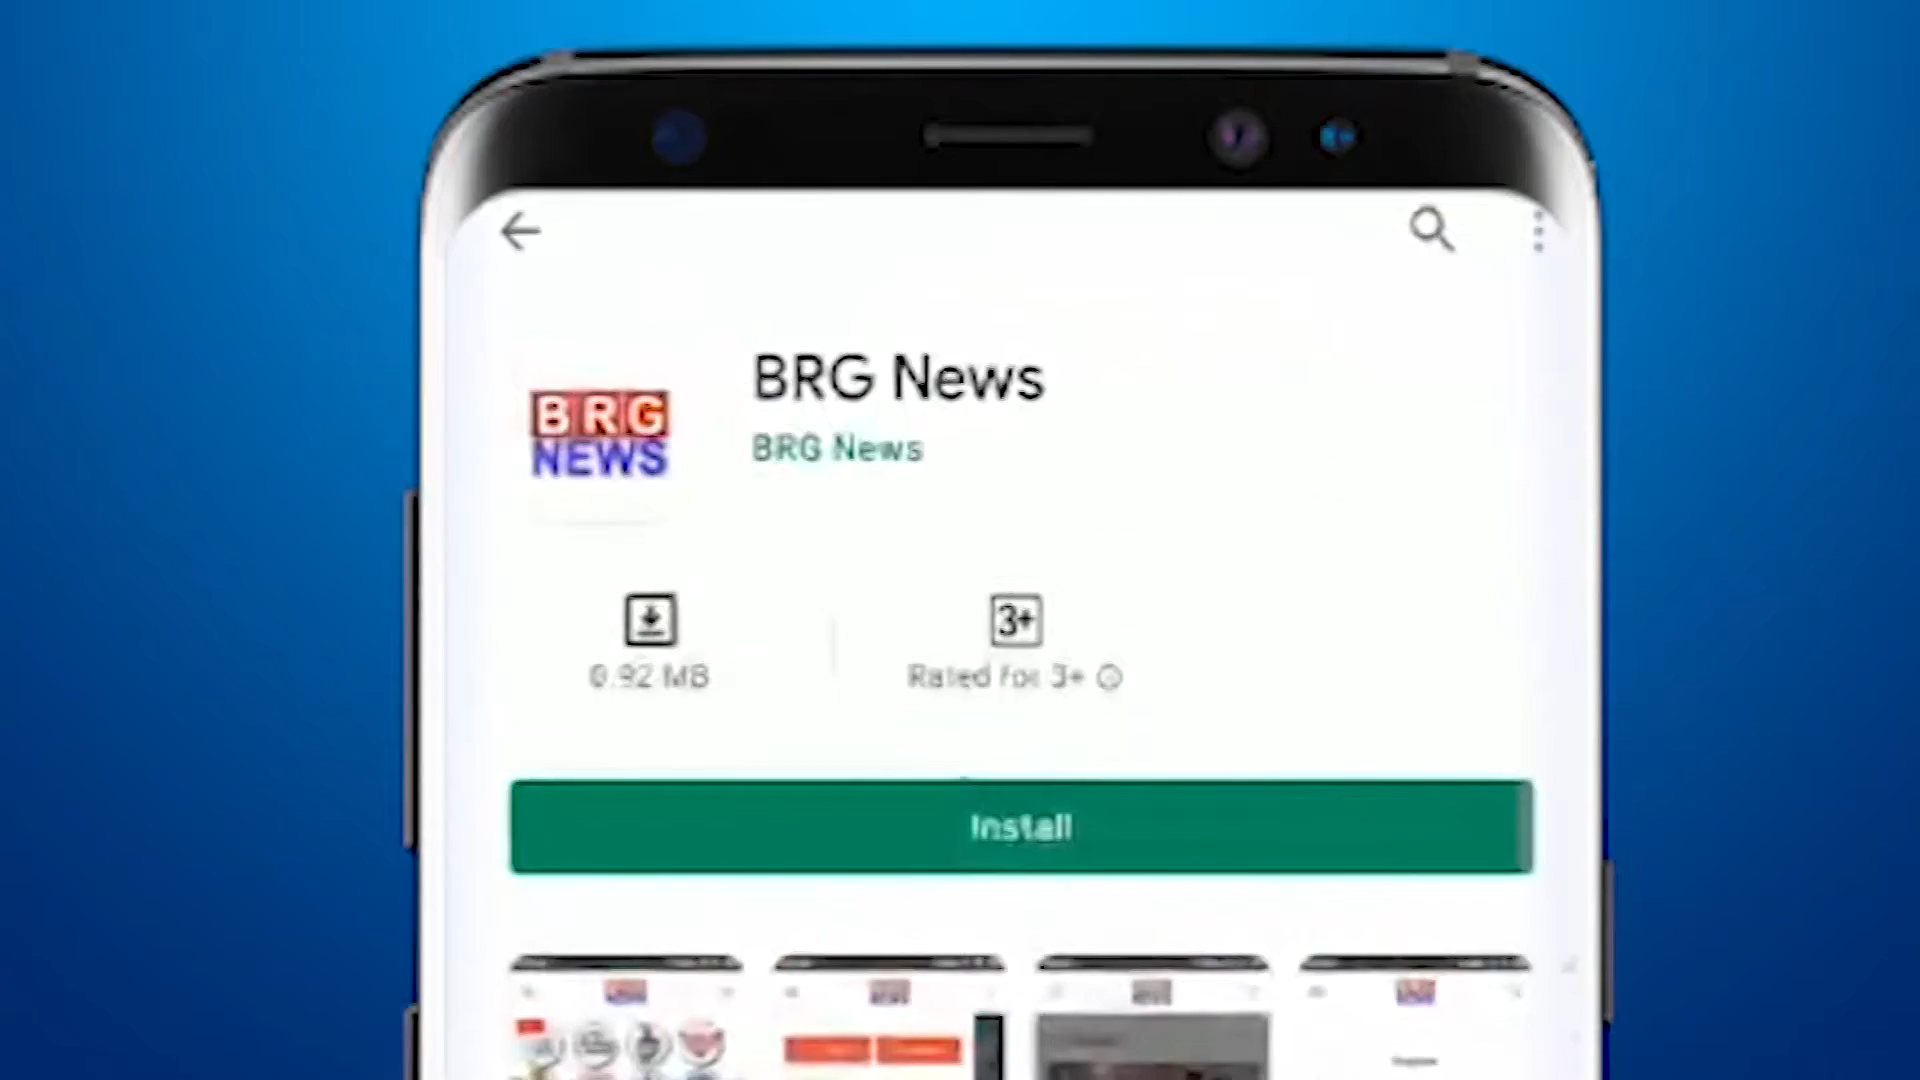 BRG News
BRG
NEWS
BRG News
3+
0.92 MB
Rated for 3+
Install